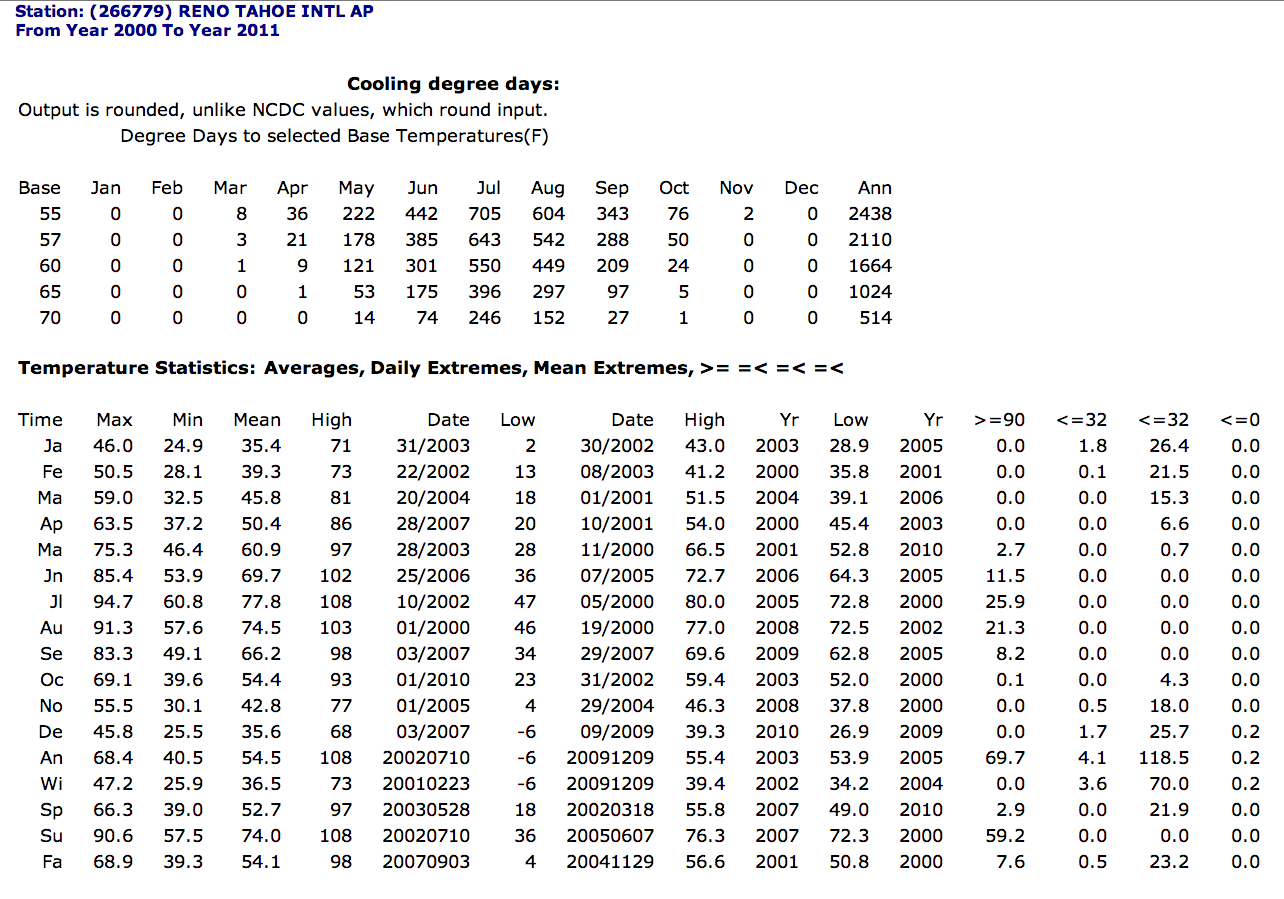 Station: (266779) RENO TAHOE INTL AP
From Year 2000 To Year 2011
Cooling degree days:
Output is rounded, unlike NCDC values, which round input.
Degree Days to selected Base Temperatures(F)
Base Jan Feb Mar Apr May Jun Jul Aug Sep Oct Nov Dec Ann
55 0 0 8 36 222 442 705 604 343 76 2 0 2438
57 0 0 3 21 178 385 643 542 288 50 0 0 2110
60 0 0 1 9 121 301 550 449 209 24 0 0 1664
65 0 0 0 1 53 175 396 297 97 5 0 0 1024
70 0 0 0 0 14 74 246 152 27 1 0 0 514
Temperature Statistics: Averages, Daily Extremes, Mean Extremes, >= =< =< =<
Time Max Min Mean High Date Low Date High Yr Low Yr >=90 <=32 <=32 <=0
Ja 46.0 24.9 35.4 71 31/2003 2 30/2002 43.0 2003 28.9 2005 0.0 1.8 26.4 0.0
Fe 50.5 28.1 39.3 73 22/2002 13 08/2003 41.2 2000 35.8 2001 0.0 0.1 21.5 0.0
Ma 59.0 32.5 45.8 81 20/2004 18 01/2001 51.5 2004 39.1 2006 0.0 0.0 15.3 0.0
Ap 63.5 37.2 50.4 86 28/2007 20 10/2001 54.0 2000 45.4 2003 0.0 0.0 6.6 0.0
Ma 75.3 46.4 60.9 97 28/2003 28 11/2000 66.5 2001 52.8 2010 2.7 0.0 0.7 0.0
Jn 85.4 53.9 69.7 102 25/2006 36 07/2005 72.7 2006 64.3 2005 11.5 0.0 0.0 0.0
Jl 94.7 60.8 77.8 108 10/2002 47 05/2000 80.0 2005 72.8 2000 25.9 0.0 0.0 0.0
Au 91.3 57.6 74.5 103 01/2000 46 19/2000 77.0 2008 72.5 2002 21.3 0.0 0.0 0.0
Se 83.3 49.1 66.2 98 03/2007 34 29/2007 69.6 2009 62.8 2005 8.2 0.0 0.0 0.0
Oc 69.1 39.6 54.4 93 01/2010 23 31/2002 59.4 2003 52.0 2000 0.1 0.0 4.3 0.0
No 55.5 30.1 42.8 77 01/2005 4 29/2004 46.3 2008 37.8 2000 0.0 0.5 18.0 0.0
De 45.8 25.5 35.6 68 03/2007 -6 09/2009 39.3 2010 26.9 2009 0.0 1.7 25.7 0.2
An 68.4 40.5 54.5 108 20020710 -6 20091209 55.4 2003 53.9 2005 69.7 4.1 118.5 0.2
Wi 47.2 25.9 36.5 73 20010223 -6 20091209 39.4 2002 34.2 2004 0.0 3.6 70.0 0.2
Sp 66.3 39.0 52.7 97 20030528 18 20020318 55.8 2007 49.0 2010 2.9 0.0 21.9 0.0
Su 90.6 57.5 74.0 108 20020710 36 20050607 76.3 2007 72.3 2000 59.2 0.0 0.0 0.0
Fa 68.9 39.3 54.1 98 20070903 4 20041129 56.6 2001 50.8 2000 7.6 0.5 23.2 0.0